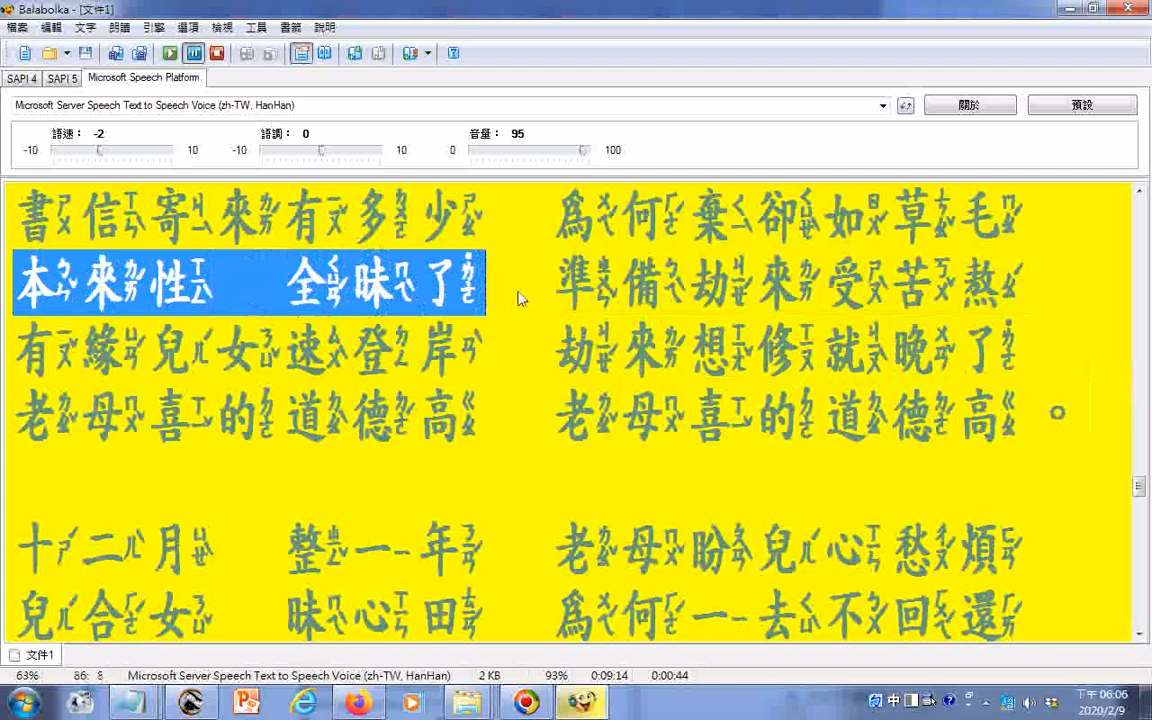 Balabolka - [文件1]
檔案 編輯 文字 朗讀 引擎 選項 檢視 工具 書籤 說明
SAPI 4 SAPI 5 Microsoft Speech Platform
Microsoft Server Speech Text to Speech Voice (zh-TW, HanHan) 關於 預設
語速： -2 語調： 0 音量： 95
-10 10 -10 10 0 100
書信寄來有多少 為何棄卻如草毛
本來性 全昧了 準備劫來受苦熬
有緣兒女速登岸 劫來想修就晚了
老母喜的道德高 老母喜的道德高 。
十二月 整一年 老母盼兒心愁煩
兒合女 昧心田 為何一去不回還
文件1
63% 86: 8 Microsoft Server Speech Text to Speech Voice (zh-TW, HanHan) 2 KB 93% 0:09:14 0:00:44
中 下午 06:06
2020/2/9